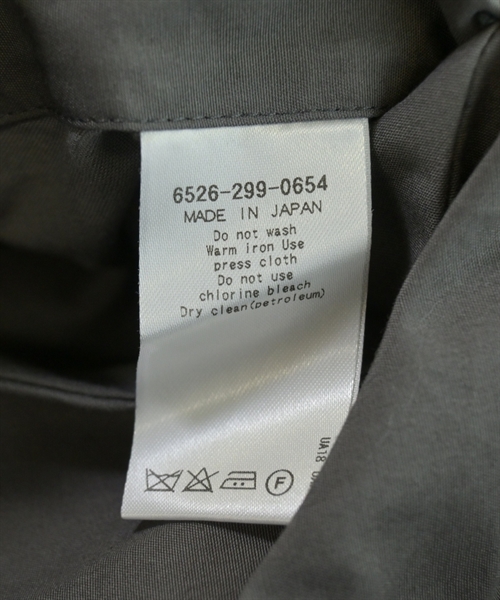 6526-299-0654
MADE IN JAPAN
Do not wash
Warm iron Use
press cloth
Do not use
chlorine bleach
Dry clean(petroleum)
UA18
F